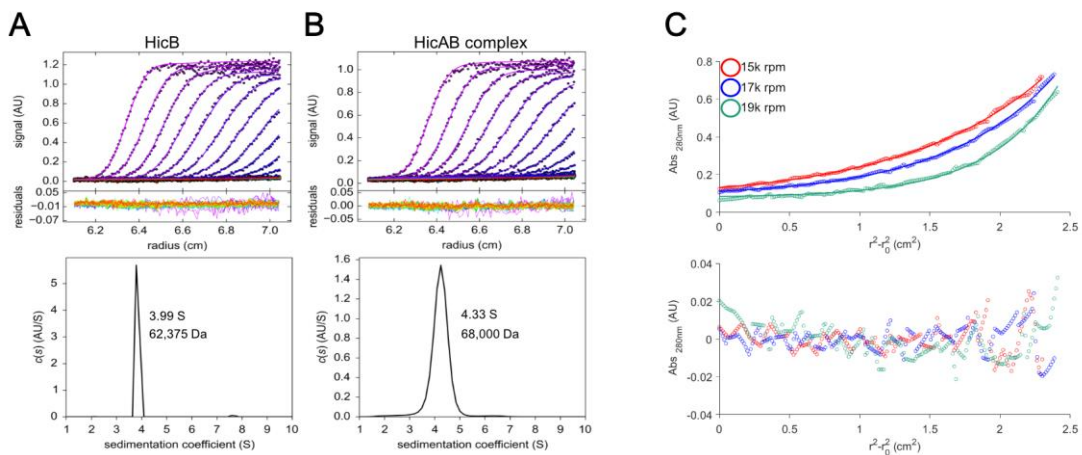 A
HicB
signal (AU)
1.2
1.0
0.8
0.6
0.4
0.2
0.0
residuals
0.05
-0.01
-0.07
6.2 6.4 6.6 6.8 7.0
radius (cm)
c(s) (AU/S)
5
4
3
2
1
0
3.99 S
62,375 Da
1 2 3 4 5 6 7 8 9 10
sedimentation coefficient (S)
B
HicAB complex
signal (AU)
1.0
0.8
0.6
0.4
0.2
0.0
residuals
0.05
0.00
-0.05
6.2 6.4 6.6 6.8 7.0
radius (cm)
c(s) (AU/S)
1.6
1.4
1.2
1.0
0.8
0.6
0.4
0.2
0.0
4.33 S
68,000 Da
1 2 3 4 5 6 7 8 9 10
sedimentation coefficient (S)
C
15k rpm
17k rpm
19k rpm
Abs 280nm (AU)
0.8
0.6
0.4
0.2
0
0 0.5 1 1.5 2 2.5
r²-r²₀ (cm²)
Abs 280nm (AU)
0.04
0.02
0
-0.02
-0.04
0 0.5 1 1.5 2 2.5
r²-r²₀ (cm²)